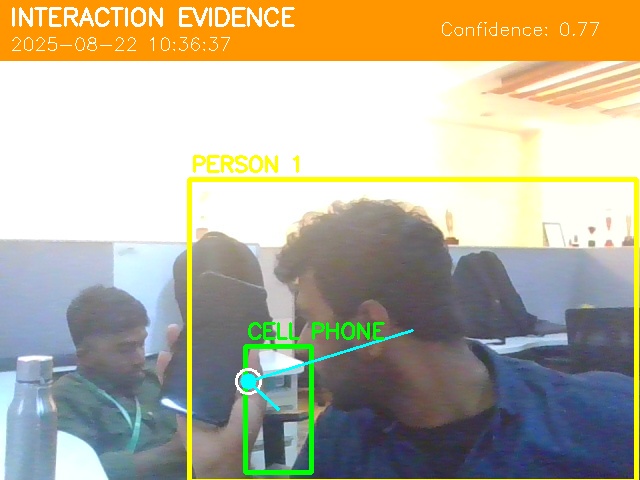 INTERACTION EVIDENCE
2025-08-22 10:36:37
Confidence: 0.77
PERSON 1
CELL PHONE